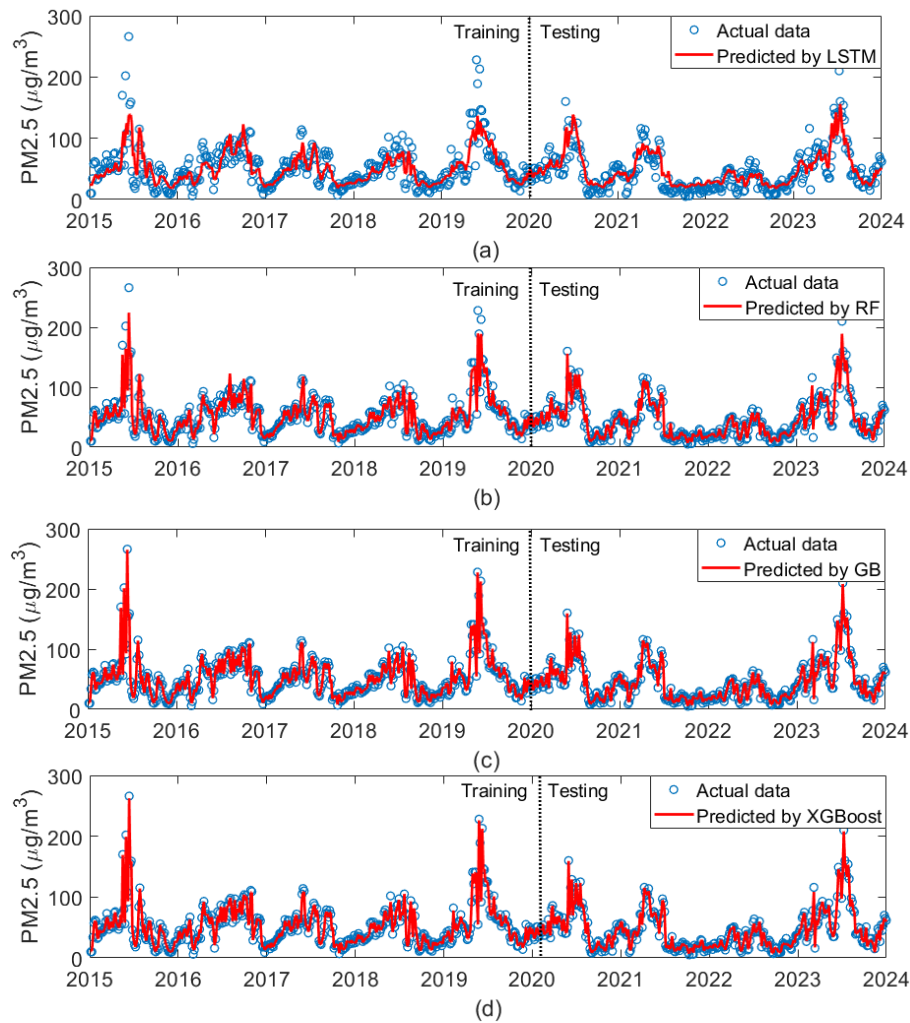 300
200
100
0
PM2.5 (μg/m³)
Training
Testing
Actual data
Predicted by LSTM
2015 2016 2017 2018 2019 2020 2021 2022 2023 2024
(a)
300
200
100
0
PM2.5 (μg/m³)
Training
Testing
Actual data
Predicted by RF
2015 2016 2017 2018 2019 2020 2021 2022 2023 2024
(b)
300
200
100
0
PM2.5 (μg/m³)
Training
Testing
Actual data
Predicted by GB
2015 2016 2017 2018 2019 2020 2021 2022 2023 2024
(c)
300
200
100
0
PM2.5 (μg/m³)
Training
Testing
Actual data
Predicted by XGBoost
2015 2016 2017 2018 2019 2020 2021 2022 2023 2024
(d)